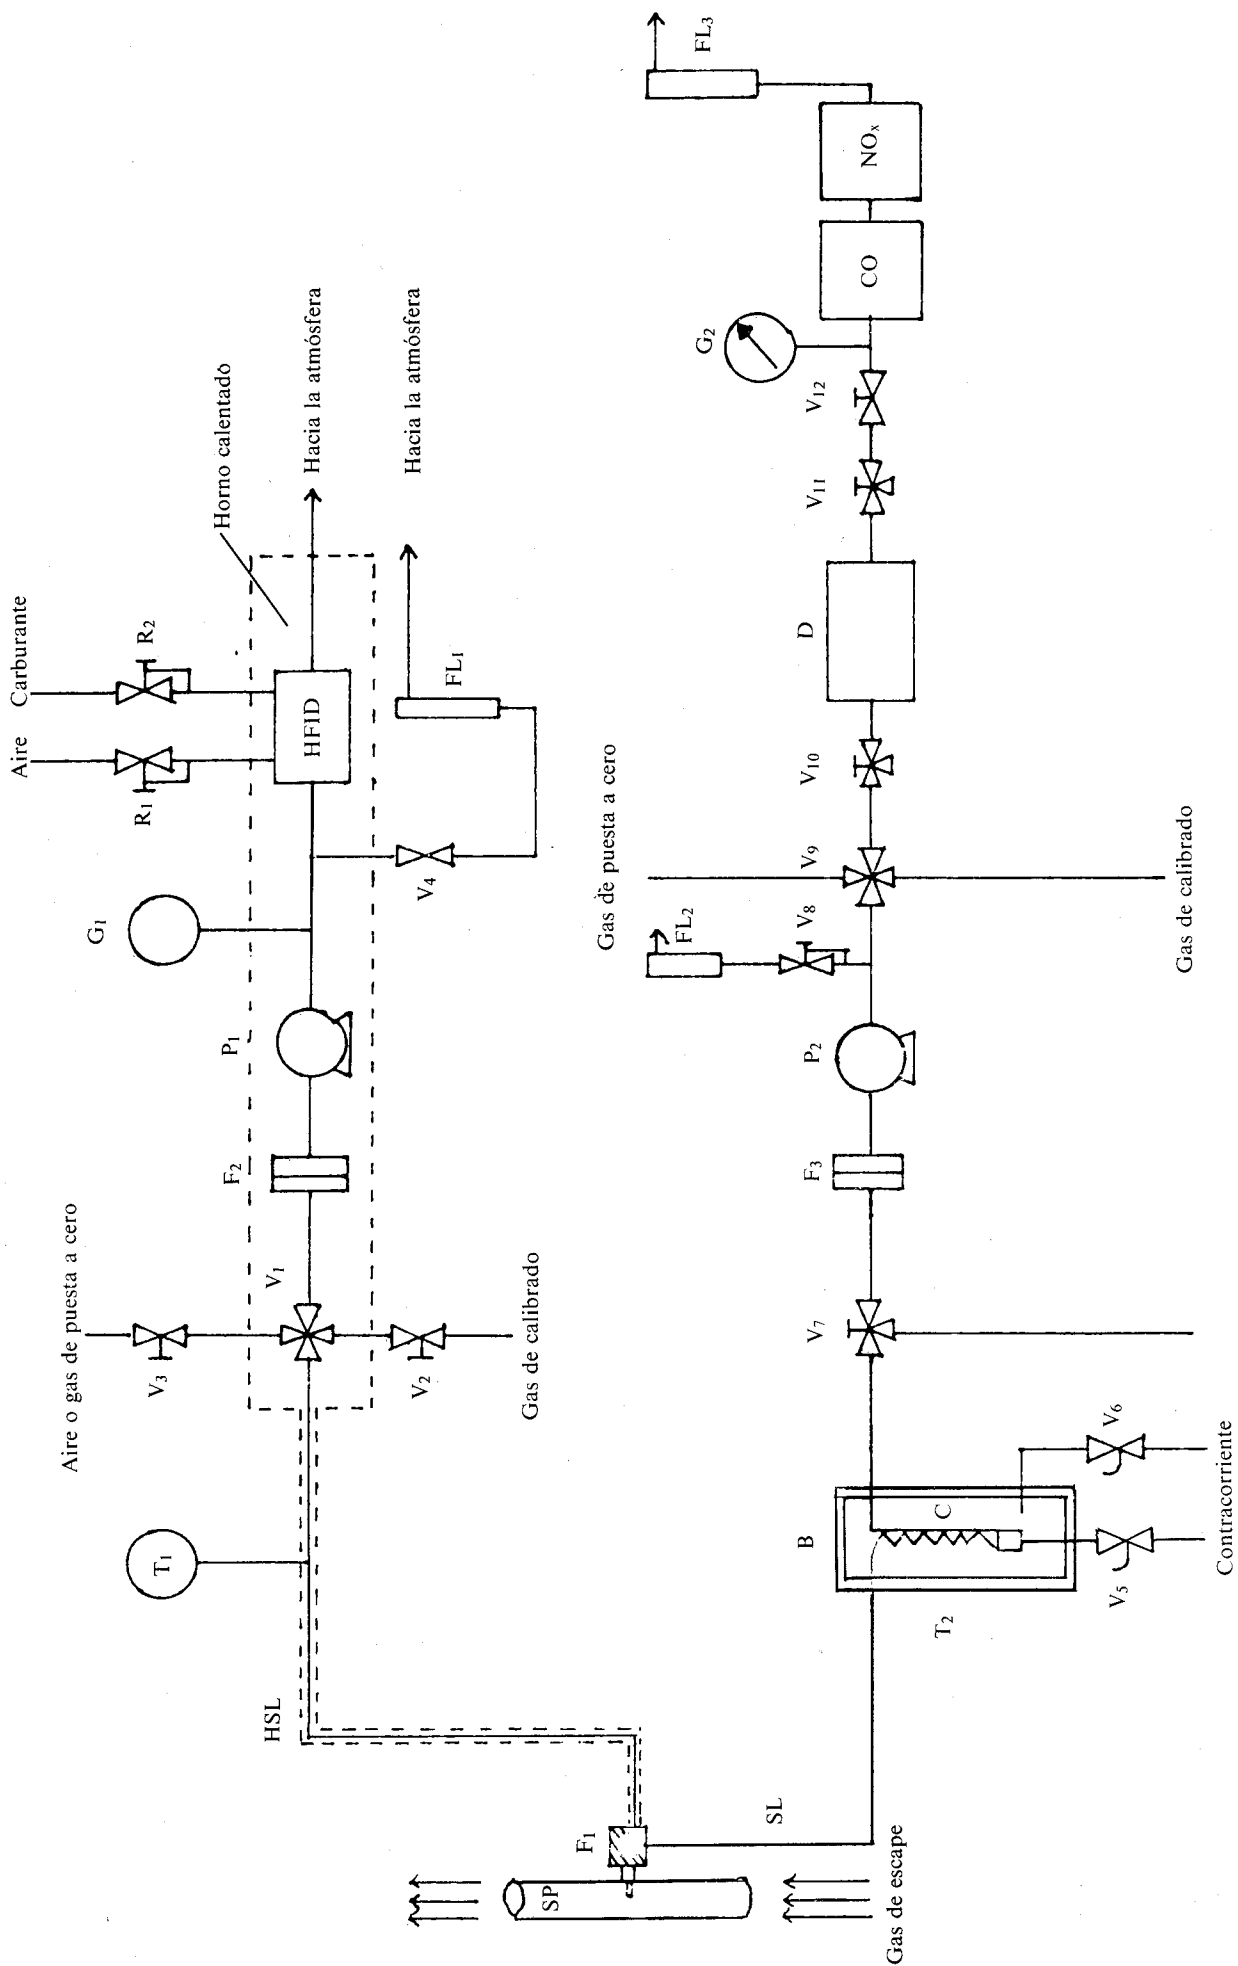 Gas de escape
SP
F₁
SL
HSL
T₁
Aire o gas de puesta a cero
V₃
V₁
V₂
Gas de calibrado
F₂
P₁
G₁
V₄
Aire
R₁
Carburante
R₂
HFID
FL₁
Horno calentado
Hacia la atmósfera
Hacia la atmósfera
T₂
B
C
V₅
V₆
Contracorriente
V₇
F₃
P₂
FL₂
V₈
Gas de puesta a cero
V₉
Gas de calibrado
V₁₀
D
V₁₁
V₁₂
G₂
CO
NOₓ
FL₃